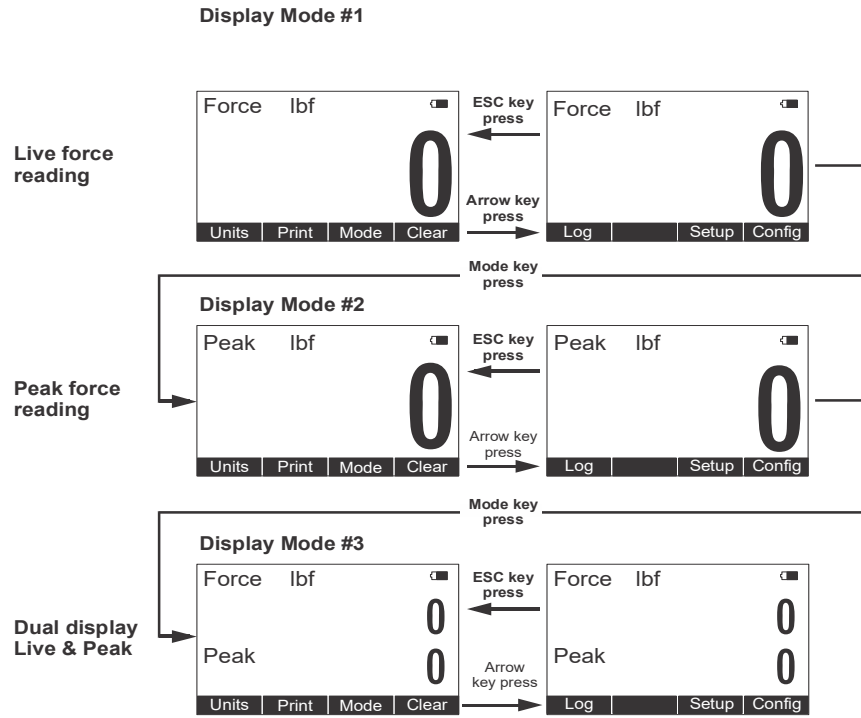 Display Mode #1
Force lbf
0
Units Print Mode Clear
ESC key
press
Arrow key
press
Force lbf
0
Log Setup Config
Live force
reading
Mode key
press
Display Mode #2
Peak lbf
0
Units Print Mode Clear
ESC key
press
Arrow key
press
Peak lbf
0
Log Setup Config
Peak force
reading
Mode key
press
Display Mode #3
Force lbf
0
Peak
0
Units Print Mode Clear
ESC key
press
Arrow
key press
Force lbf
0
Peak
0
Log Setup Config
Dual display
Live & Peak